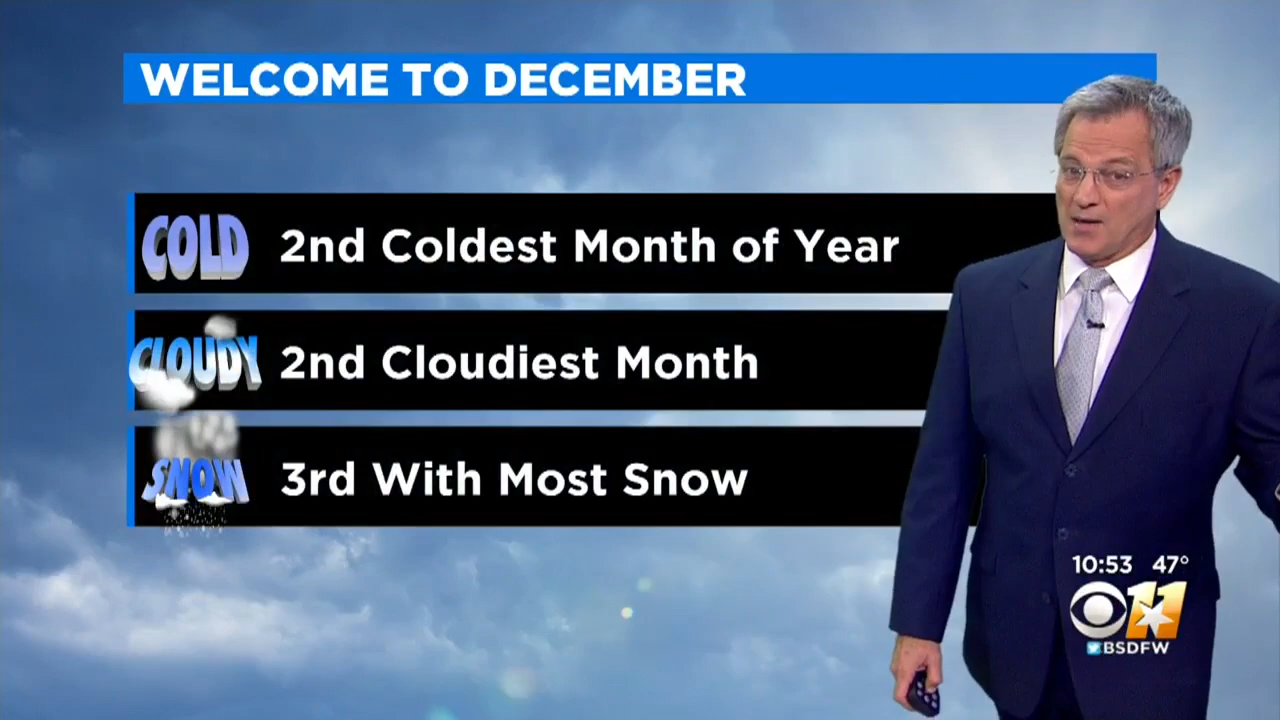 WELCOME TO DECEMBER
COLD
2nd Coldest Month of Year
CLOUDY
2nd Cloudiest Month
SNOW
3rd With Most Snow
10:53 47°
11
BSDFW